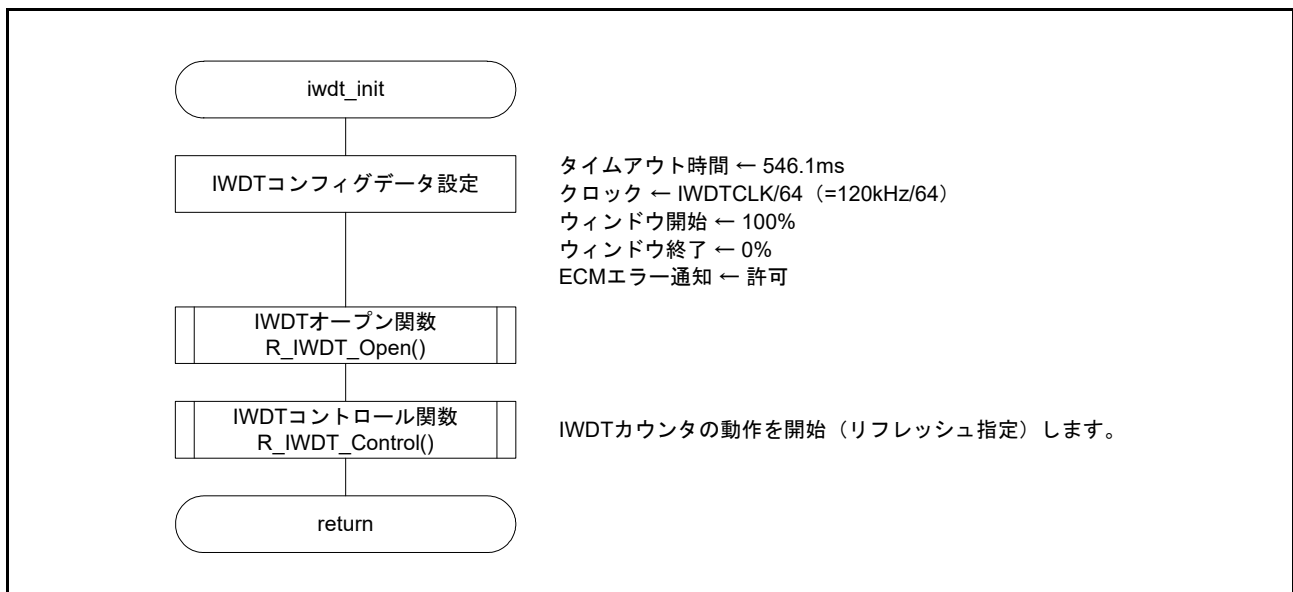 iwdt_init
IWDTコンフィグデータ設定
タイムアウト時間 ← 546.1ms
クロック ← IWDTCLK/64（=120kHz/64）
ウィンドウ開始 ← 100%
ウィンドウ終了 ← 0%
ECMエラー通知 ← 許可
IWDTオープン関数
R_IWDT_Open()
IWDTコントロール関数
R_IWDT_Control()
IWDTカウンタの動作を開始（リフレッシュ指定）します。
return